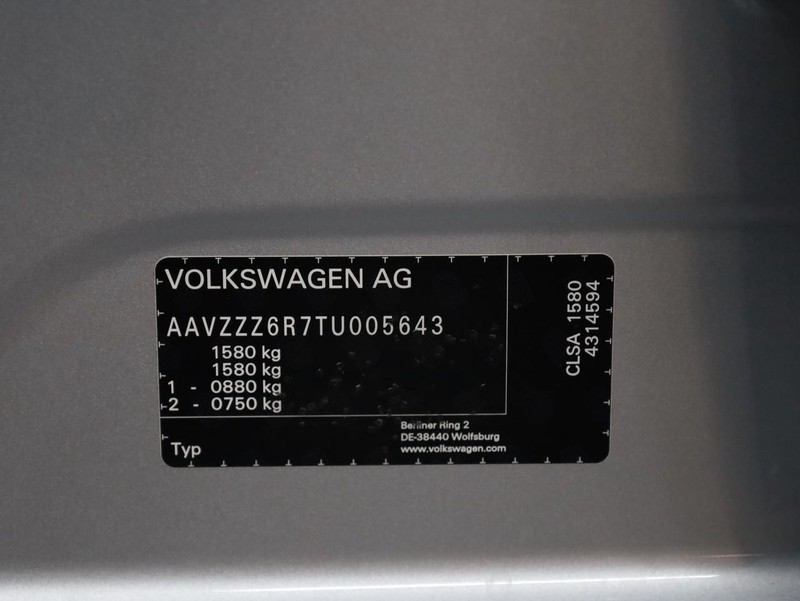 VOLKSWAGEN AG
AAVZZZ6R7TU005643
1580 kg
1580 kg
1 - 0880 kg
2 - 0750 kg
Typ
Berliner Ring 2
DE-38440 Wolfsburg
www.volkswagen.com
CLSA 1580
4314594